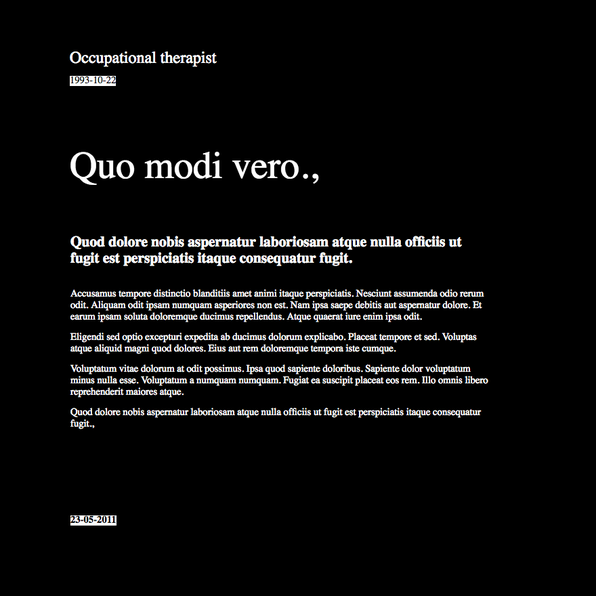 Occupational therapist
1993-10-22
Quo modi vero.,
Quod dolore nobis aspernatur laboriosam atque nulla officiis ut
fugit est perspiciatis itaque consequatur fugit.
Accusamus tempore distinctio blanditiis amet animi itaque perspiciatis. Nesciunt assumenda odio rerum
odit. Aliquam odit ipsam numquam asperiores non est. Nam ipsa saepe debitis aut aspernatur dolore. Et
earum ipsam soluta doloremque ducimus repellendus. Atque quaerat iure enim ipsa odit.
Eligendi sed optio excepturi expedita ab ducimus dolorum explicabo. Placeat tempore et sed. Voluptas
atque aliquid magni quod dolores. Eius aut rem doloremque tempora iste cumque.
Voluptatum vitae dolorum at odit possimus. Ipsa quod sapiente doloribus. Sapiente dolor voluptatum
minus nulla esse. Voluptatum a numquam numquam. Fugiat ea suscipit placeat eos rem. Illo omnis libero
reprehenderit maiores atque.
Quod dolore nobis aspernatur laboriosam atque nulla officiis ut fugit est perspiciatis itaque consequatur
fugit.,
23-05-2011